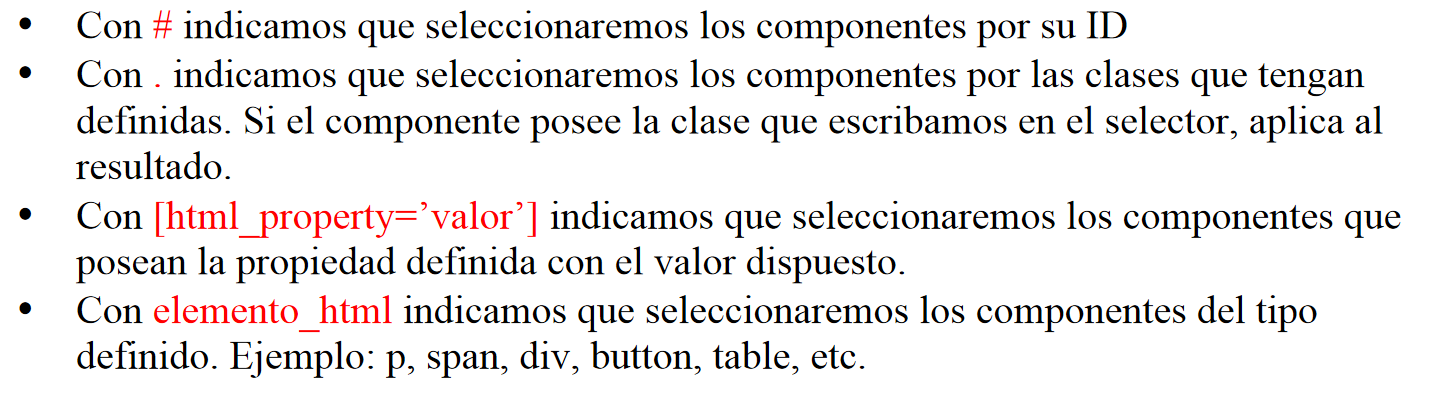 • Con # indicamos que seleccionaremos los componentes por su ID
• Con . indicamos que seleccionaremos los componentes por las clases que tengan
definidas. Si el componente posee la clase que escribamos en el selector, aplica al
resultado.
• Con [html_property=’valor’] indicamos que seleccionaremos los componentes que
posean la propiedad definida con el valor dispuesto.
• Con elemento_html indicamos que seleccionaremos los componentes del tipo
definido. Ejemplo: p, span, div, button, table, etc.